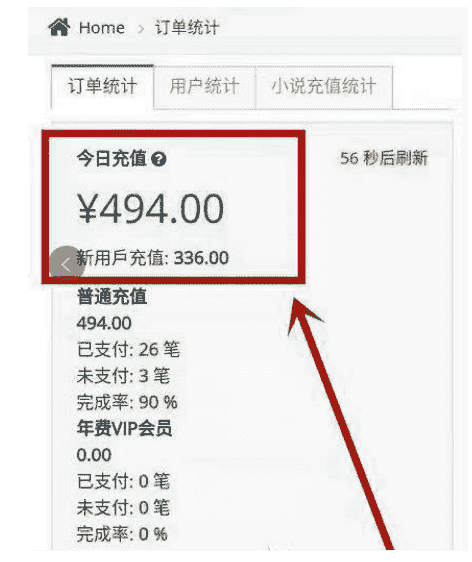 Home > 订单统计
订单统计 用户统计 小说充值统计
今日充值 ? 56 秒后刷新
¥494.00
新用戶充值: 336.00
普通充值
494.00
已支付: 26 笔
未支付: 3 笔
完成率: 90 %
年费VIP会员
0.00
已支付: 0 笔
未支付: 0 笔
完成率: 0 %